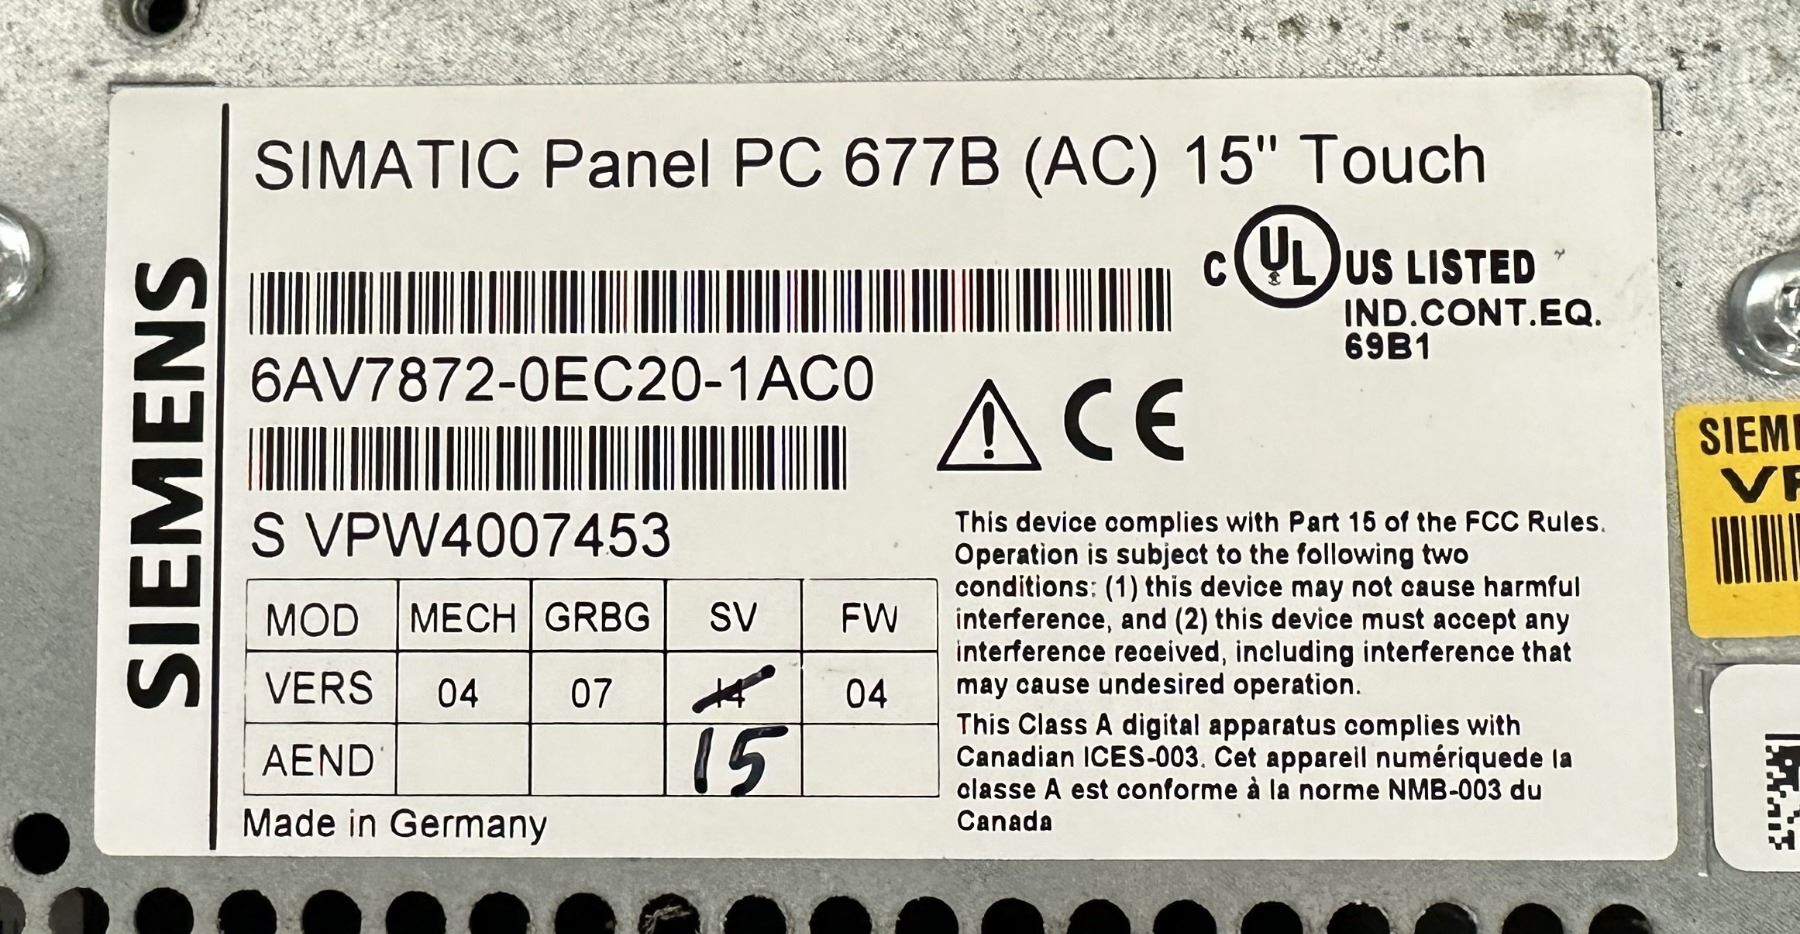 SIEMENS
SIMATIC Panel PC 677B (AC) 15" Touch
C UL US LISTED
IND.CONT.EQ.
69B1
6AV7872-0EC20-1AC0
CE
S VPW4007453
MOD MECH GRBG SV FW
VERS 04 07 14 04
AEND 15
Made in Germany
This device complies with Part 15 of the FCC Rules.
Operation is subject to the following two
conditions: (1) this device may not cause harmful
interference, and (2) this device must accept any
interference received, including interference that
may cause undesired operation.
This Class A digital apparatus complies with
Canadian ICES-003. Cet appareil numériquede la
classe A est conforme à la norme NMB-003 du
Canada